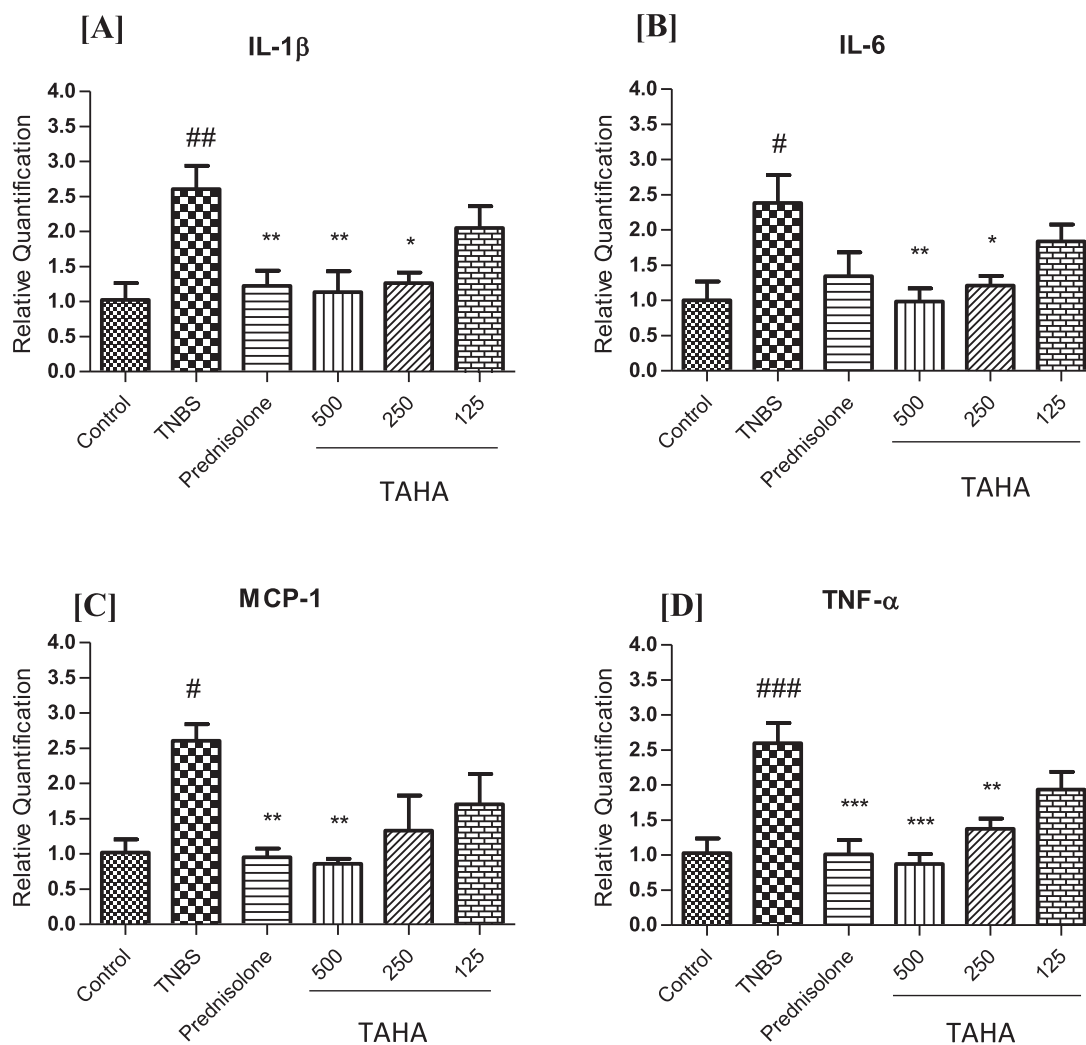 [A]
IL-1β
Relative Quantification
4.0
3.5
3.0
2.5
2.0
1.5
1.0
0.5
0.0
##
**
**
*
Control
TNBS
Prednisolone
500
250
125
TAHA
[B]
IL-6
Relative Quantification
4.0
3.5
3.0
2.5
2.0
1.5
1.0
0.5
0.0
#
**
*
Control
TNBS
Prednisolone
500
250
125
TAHA
[C]
MCP-1
Relative Quantification
4.0
3.5
3.0
2.5
2.0
1.5
1.0
0.5
0.0
#
**
**
Control
TNBS
Prednisolone
500
250
125
TAHA
[D]
TNF-α
Relative Quantification
4.0
3.5
3.0
2.5
2.0
1.5
1.0
0.5
0.0
###
***
***
**
Control
TNBS
Prednisolone
500
250
125
TAHA